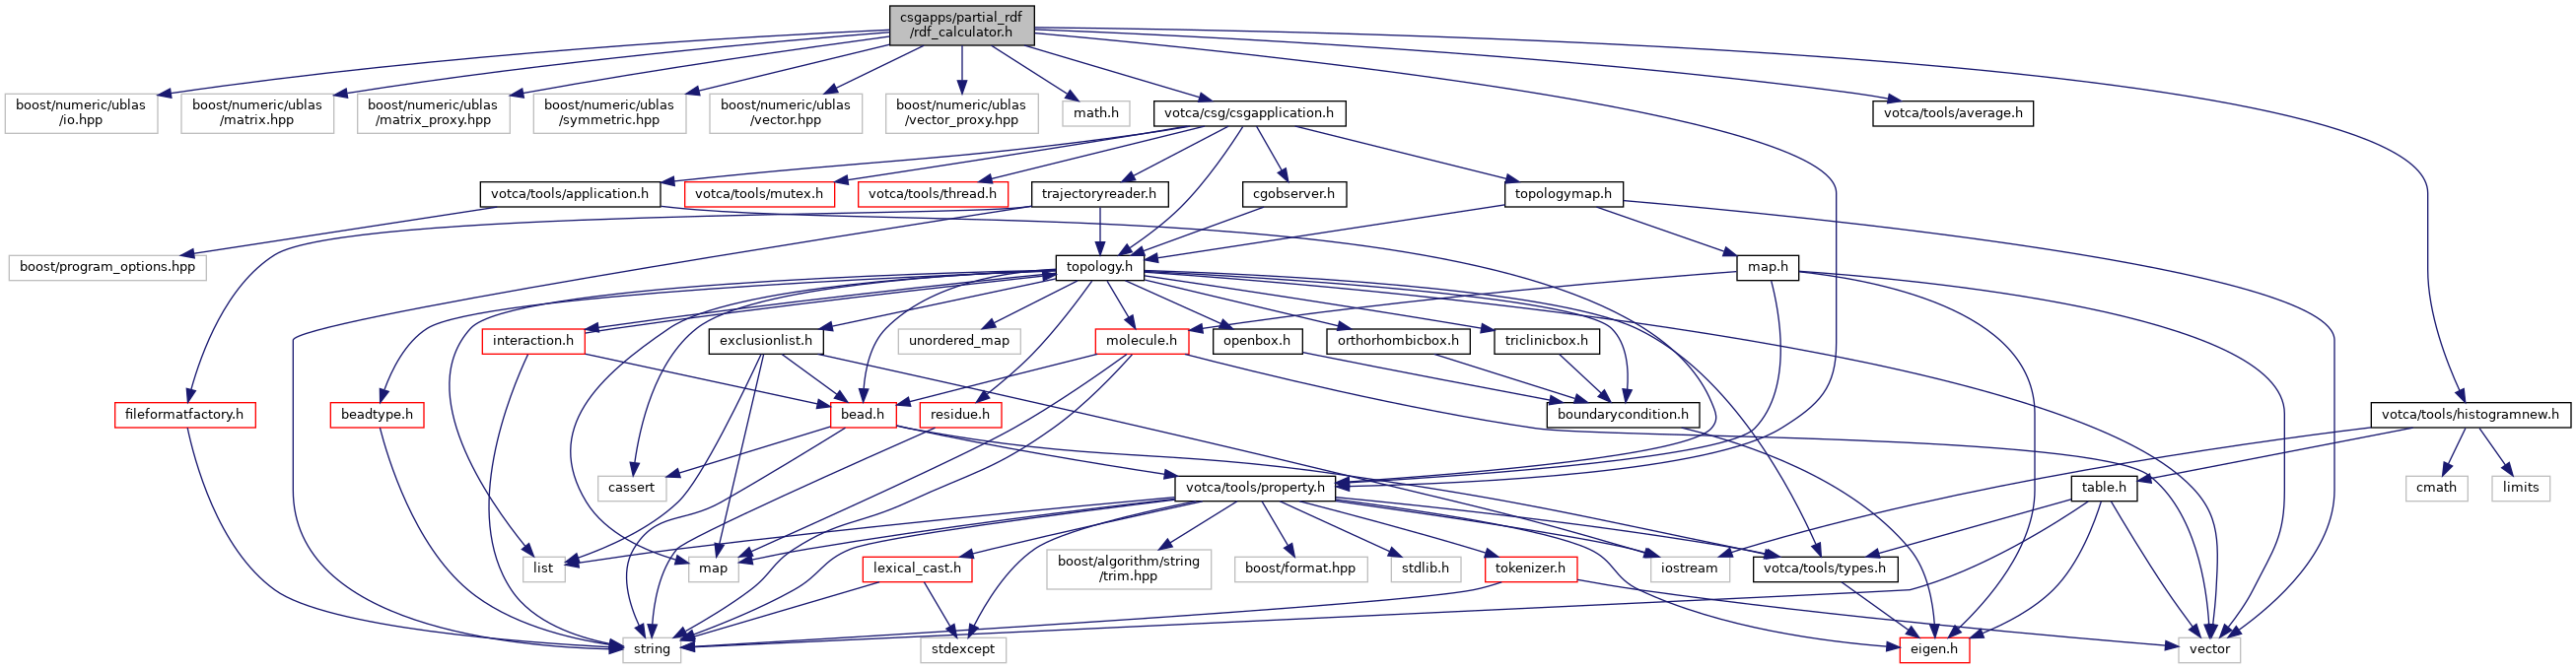 csgapps/partial_rdf
/rdf_calculator.h
boost/numeric/ublas
/io.hpp
boost/numeric/ublas
/matrix.hpp
boost/numeric/ublas
/matrix_proxy.hpp
boost/numeric/ublas
/symmetric.hpp
boost/numeric/ublas
/vector.hpp
boost/numeric/ublas
/vector_proxy.hpp
math.h
votca/csg/csgapplication.h
votca/tools/average.h
votca/tools/application.h
votca/tools/mutex.h
votca/tools/thread.h
trajectoryreader.h
cgobserver.h
topologymap.h
boost/program_options.hpp
topology.h
map.h
interaction.h
exclusionlist.h
unordered_map
molecule.h
openbox.h
orthorhombicbox.h
triclinicbox.h
fileformatfactory.h
beadtype.h
bead.h
residue.h
boundarycondition.h
votca/tools/histogramnew.h
cassert
votca/tools/property.h
table.h
cmath
limits
list
map
lexical_cast.h
boost/algorithm/string
/trim.hpp
boost/format.hpp
stdlib.h
tokenizer.h
iostream
votca/tools/types.h
string
stdexcept
eigen.h
vector